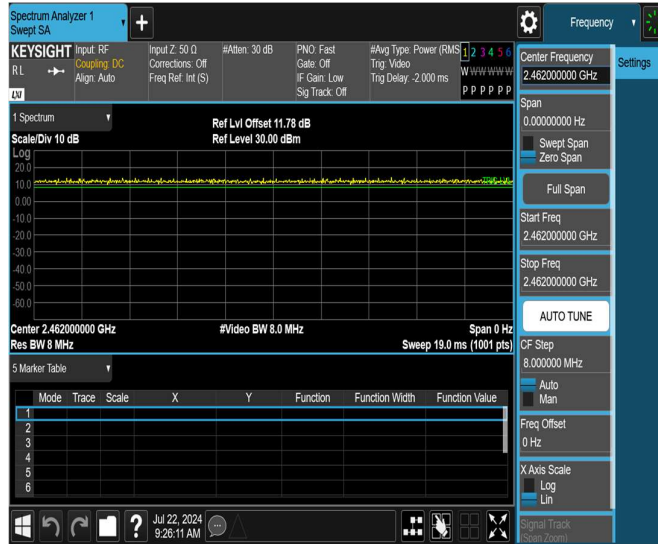 Spectrum Analyzer 1
Swept SA
Frequency
KEYSIGHT
R L
LXI
Input: RF
Coupling: DC
Align: Auto
Input Z: 50 Ω
Corrections: Off
Freq Ref: Int (S)
#Atten: 30 dB
PNO: Fast
Gate: Off
IF Gain: Low
Sig Track: Off
#Avg Type: Power (RMS
Trig: Video
Trig Delay: -2.000 ms
1 2 3 4 5 6
W W W W W W
P P P P P P
Center Frequency
2.462000000 GHz
Settings
Span
0.00000000 Hz
Swept Span
Zero Span
Full Span
Start Freq
2.462000000 GHz
Stop Freq
2.462000000 GHz
AUTO TUNE
CF Step
8.000000 MHz
Auto
Man
Freq Offset
0 Hz
X Axis Scale
Log
Lin
Signal Track
(Span Zoom)
1 Spectrum
Scale/Div 10 dB
Ref Lvl Offset 11.78 dB
Ref Level 30.00 dBm
Log
20.0
10.0
0.00
-10.0
-20.0
-30.0
-40.0
-50.0
-60.0
Center 2.462000000 GHz
#Video BW 8.0 MHz
Span 0 Hz
Res BW 8 MHz
Sweep 19.0 ms (1001 pts)
5 Marker Table
Mode Trace Scale X Y Function Function Width Function Value
1
2
3
4
5
6
Jul 22, 2024
9:26:11 AM